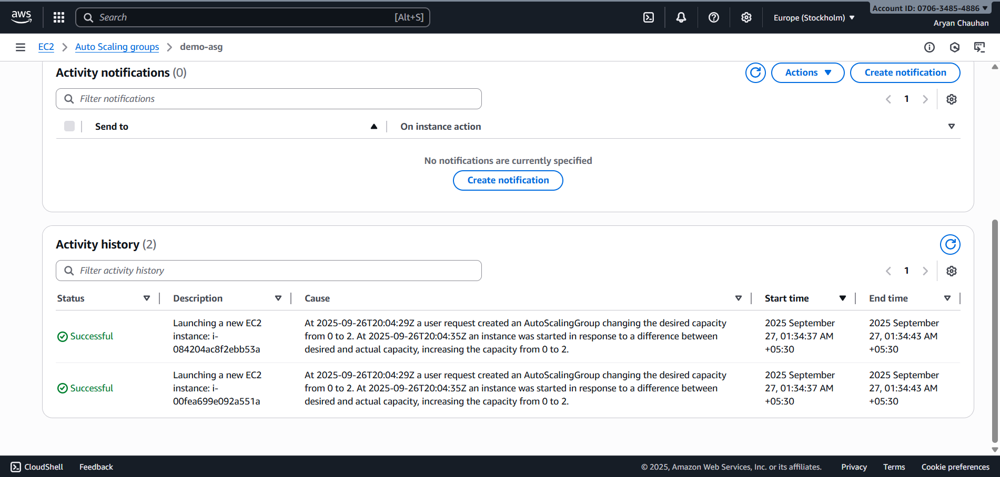 aws
Search
[Alt+S]
Europe (Stockholm)
Account ID: 0706-3485-4886
Aryan Chauhan
EC2
Auto Scaling groups
demo-asg
Activity notifications (0)
Actions
Create notification
Filter notifications
1
Send to
On instance action
No notifications are currently specified
Create notification
Activity history (2)
Filter activity history
1
Status
Description
Cause
Start time
End time
Successful
Launching a new EC2
instance: i-
084204ac8f2ebb53a
At 2025-09-26T20:04:29Z a user request created an AutoScalingGroup changing the desired capacity
from 0 to 2. At 2025-09-26T20:04:35Z an instance was started in response to a difference between
desired and actual capacity, increasing the capacity from 0 to 2.
2025 September
27, 01:34:37 AM
+05:30
2025 September
27, 01:34:43 AM
+05:30
Successful
Launching a new EC2
instance: i-
00fea699e092a551a
At 2025-09-26T20:04:29Z a user request created an AutoScalingGroup changing the desired capacity
from 0 to 2. At 2025-09-26T20:04:35Z an instance was started in response to a difference between
desired and actual capacity, increasing the capacity from 0 to 2.
2025 September
27, 01:34:37 AM
+05:30
2025 September
27, 01:34:43 AM
+05:30
CloudShell
Feedback
© 2025, Amazon Web Services, Inc. or its affiliates.
Privacy
Terms
Cookie preferences